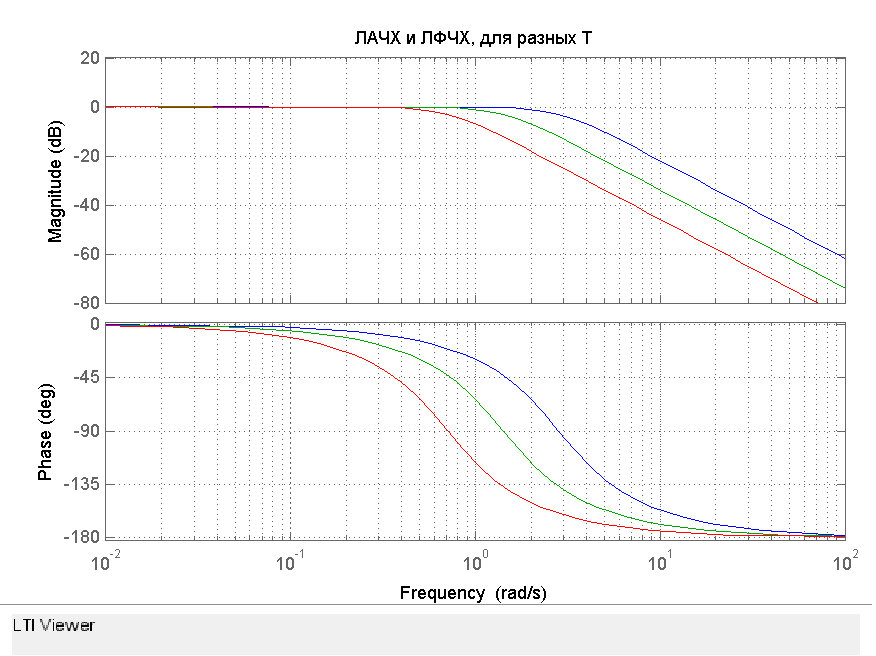 ЛАЧХ и ЛФЧХ, для разных T
20
0
-20
-40
-60
-80
Magnitude (dB)
0
-45
-90
-135
-180
Phase (deg)
10^-2 10^-1 10^0 10^1 10^2
Frequency (rad/s)
LTI Viewer